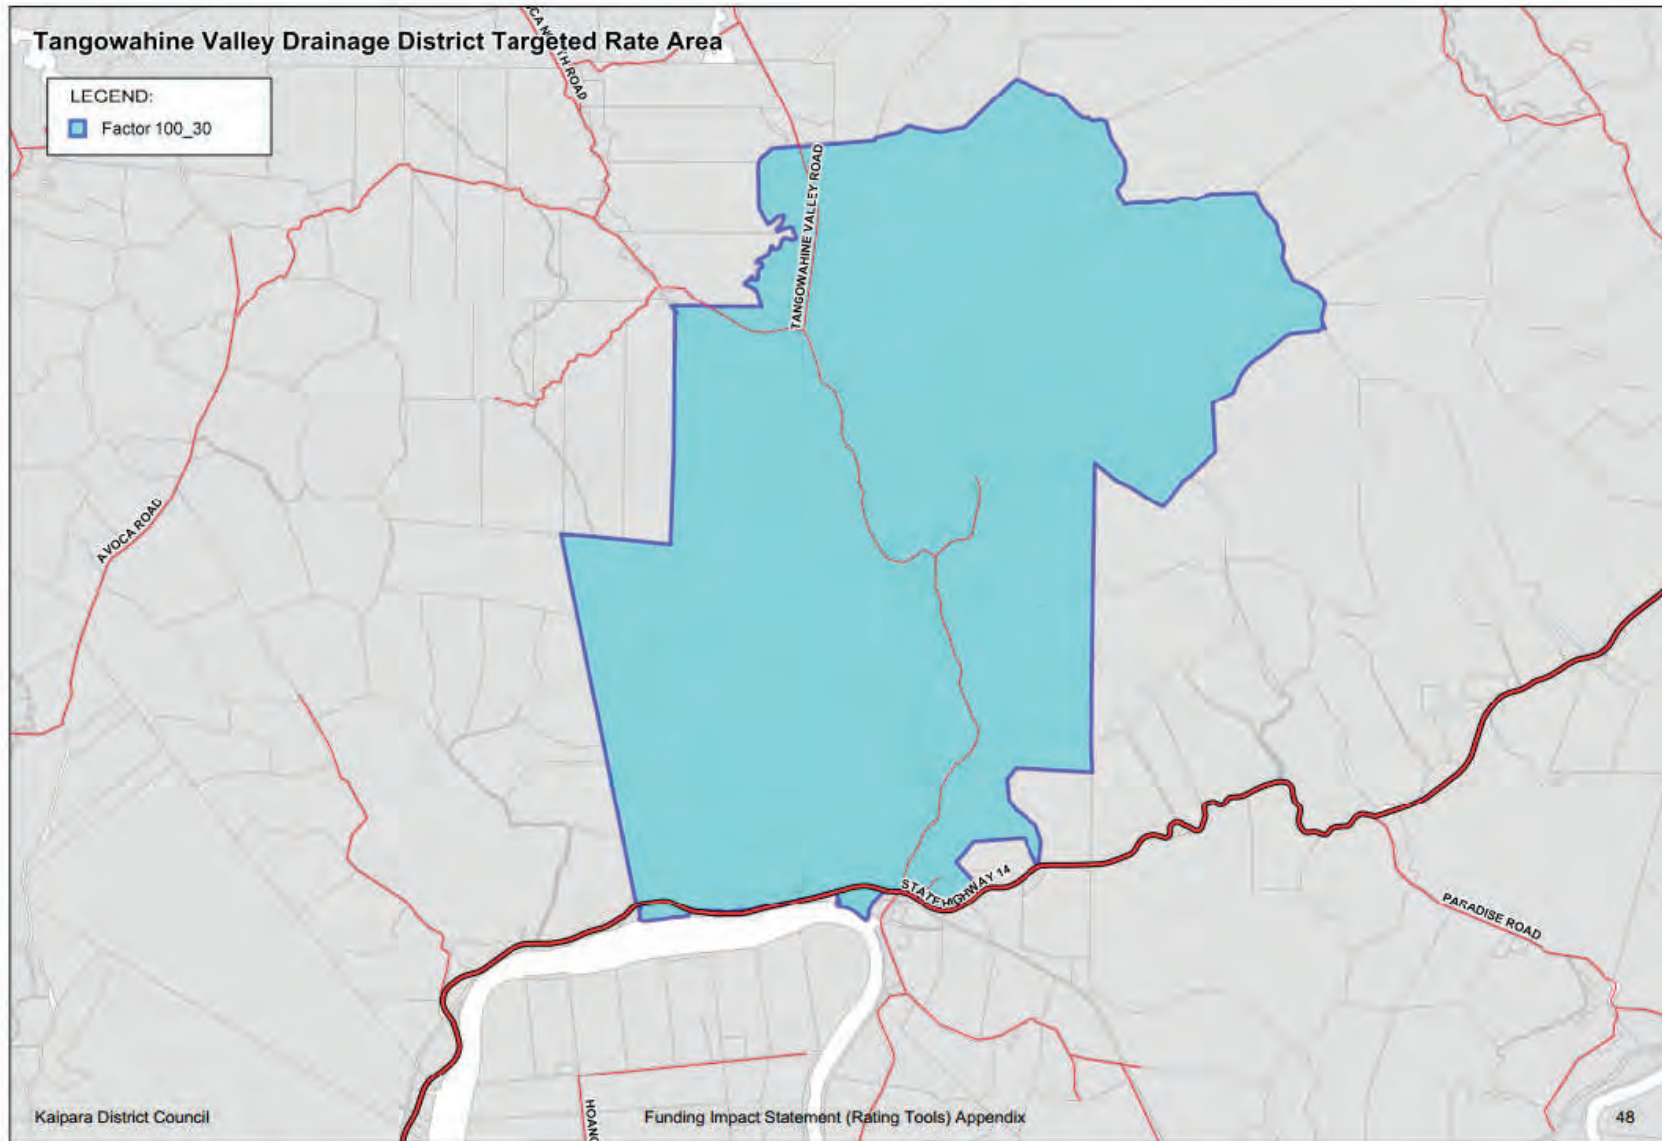 Tangowahine Valley Drainage District Targeted Rate Area
LEGEND:
Factor 100_30
TANGOWAHINE VALLEY ROAD
AVOCA ROAD
STATE HIGHWAY 14
PARADISE ROAD
Kaipara District Council
Funding Impact Statement (Rating Tools) Appendix
48